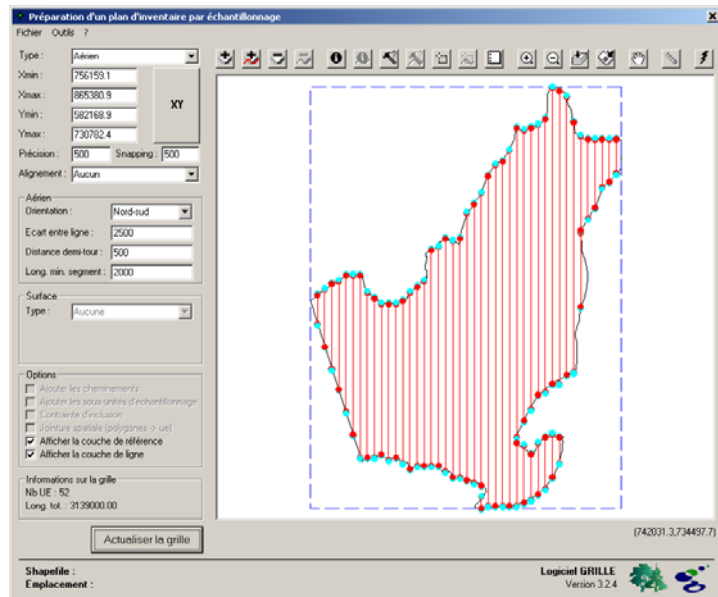 Préparation d'un plan d'inventaire par échantillonnage
Fichier Outils ?
Type : Aérien
Xmin : 756159.1
Xmax : 865380.9
Ymin : 582168.9
Ymax : 730782.4
XY
Précision : 500 Snapping : 500
Alignement : Aucun
Aérien
Orientation : Nord-sud
Ecart entre ligne : 2500
Distance demi-tour : 500
Long. min. segment : 2000
Surface
Type : Aucune
Options
Ajouter les cheminements
Ajouter les sous-unités d'échantillonnage
Contrainte d'inclusion
Jointure spatiale (polygones -> ue)
Afficher la couche de référence
Afficher la couche de ligne
Informations sur la grille
Nb UE : 52
Long. tot. : 3139000.00
Actualiser la grille
(742031.3,734497.7)
Shapefile :
Emplacement :
Logiciel GRILLE
Version 3.2.4